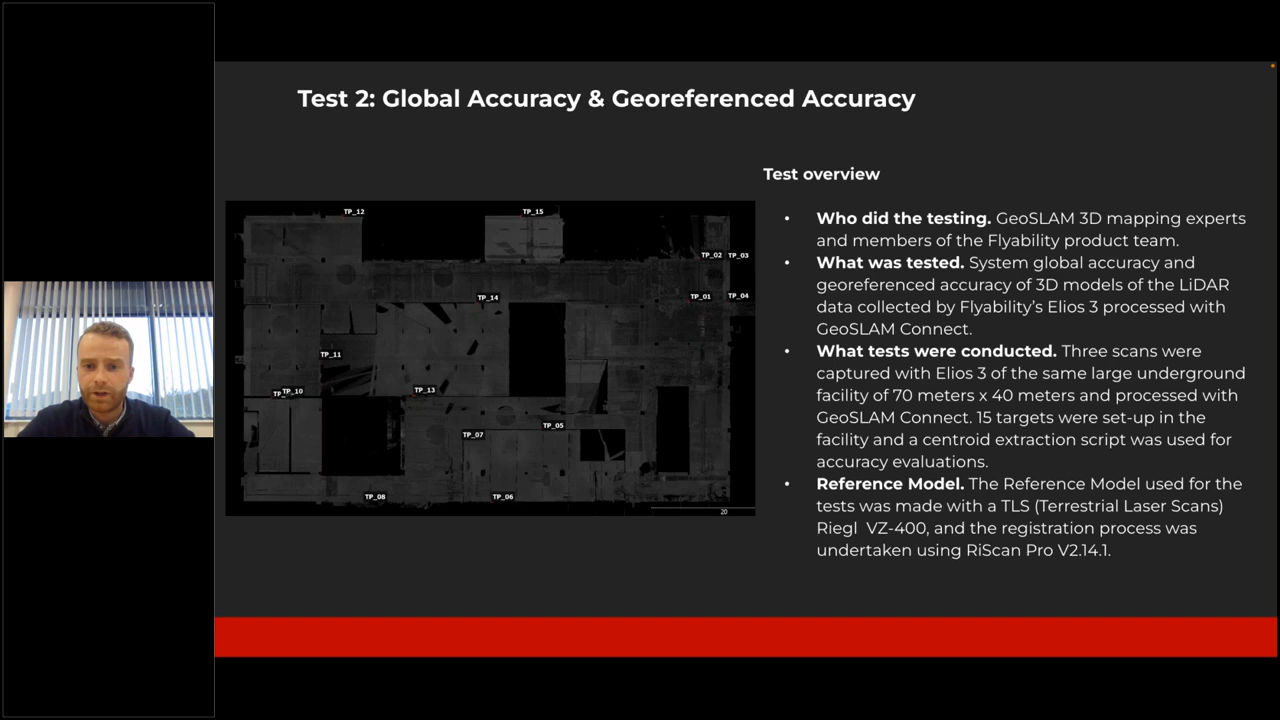 Test 2: Global Accuracy & Georeferenced Accuracy
Test overview
• Who did the testing. GeoSLAM 3D mapping experts
and members of the Flyability product team.
• What was tested. System global accuracy and
georeferenced accuracy of 3D models of the LiDAR
data collected by Flyability's Elios 3 processed with
GeoSLAM Connect.
• What tests were conducted. Three scans were
captured with Elios 3 of the same large underground
facility of 70 meters x 40 meters and processed with
GeoSLAM Connect. 15 targets were set-up in the
facility and a centroid extraction script was used for
accuracy evaluations.
• Reference Model. The Reference Model used for the
tests was made with a TLS (Terrestrial Laser Scans)
Riegl VZ-400, and the registration process was
undertaken using RiScan Pro V2.14.1.
TP_12
TP_15
TP_02
TP_03
TP_14
TP_01
TP_04
TP_11
TP
TP_10
TP_13
TP_05
TP_07
TP_08
TP_06
20